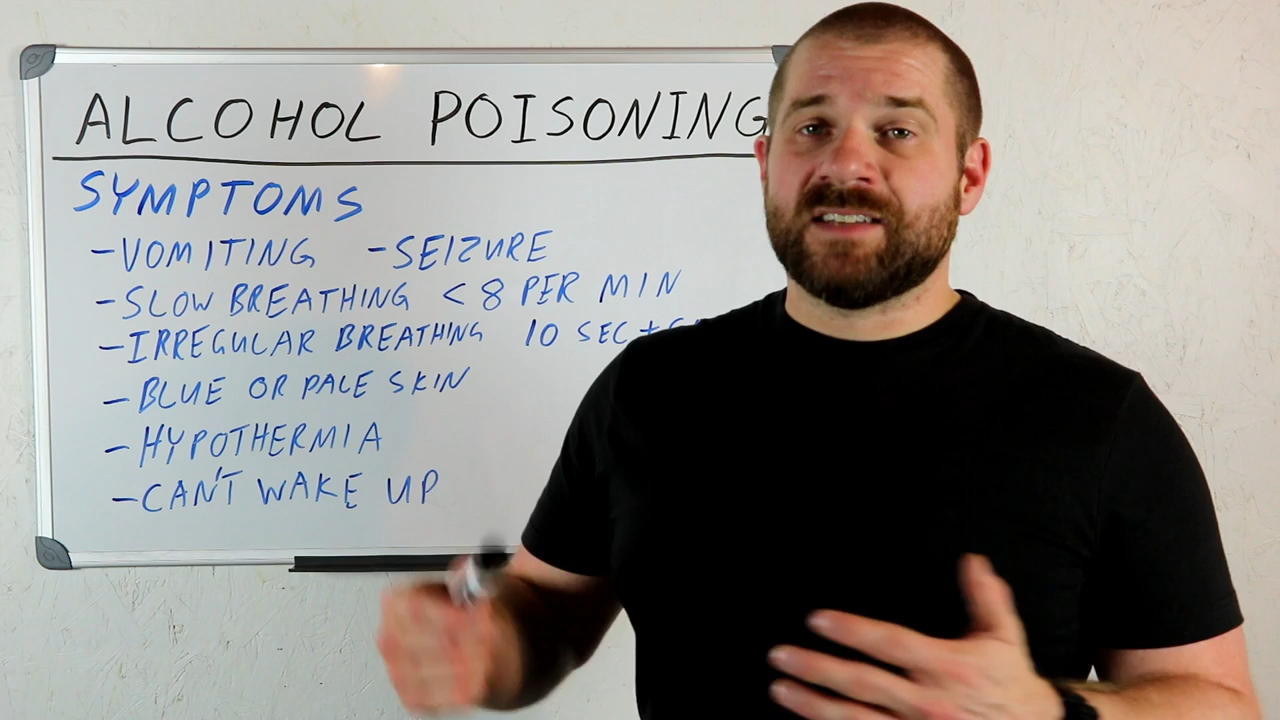 ALCOHOL POISONING
SYMPTOMS
-VOMITING -SEIZURE
-SLOW BREATHING < 8 PER MIN
-IRREGULAR BREATHING 10 SEC +
-BLUE OR PALE SKIN
-HYPOTHERMIA
-CAN'T WAKE UP